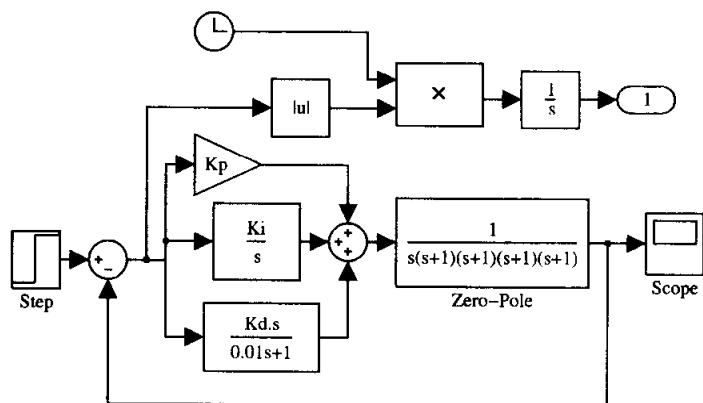 ×
|u|
1
s
1
Kp
Ki
s
Kd.s
0.01s+1
+
−
+
+
+
1
s(s+1)(s+1)(s+1)(s+1)
Step
Zero−Pole
Scope